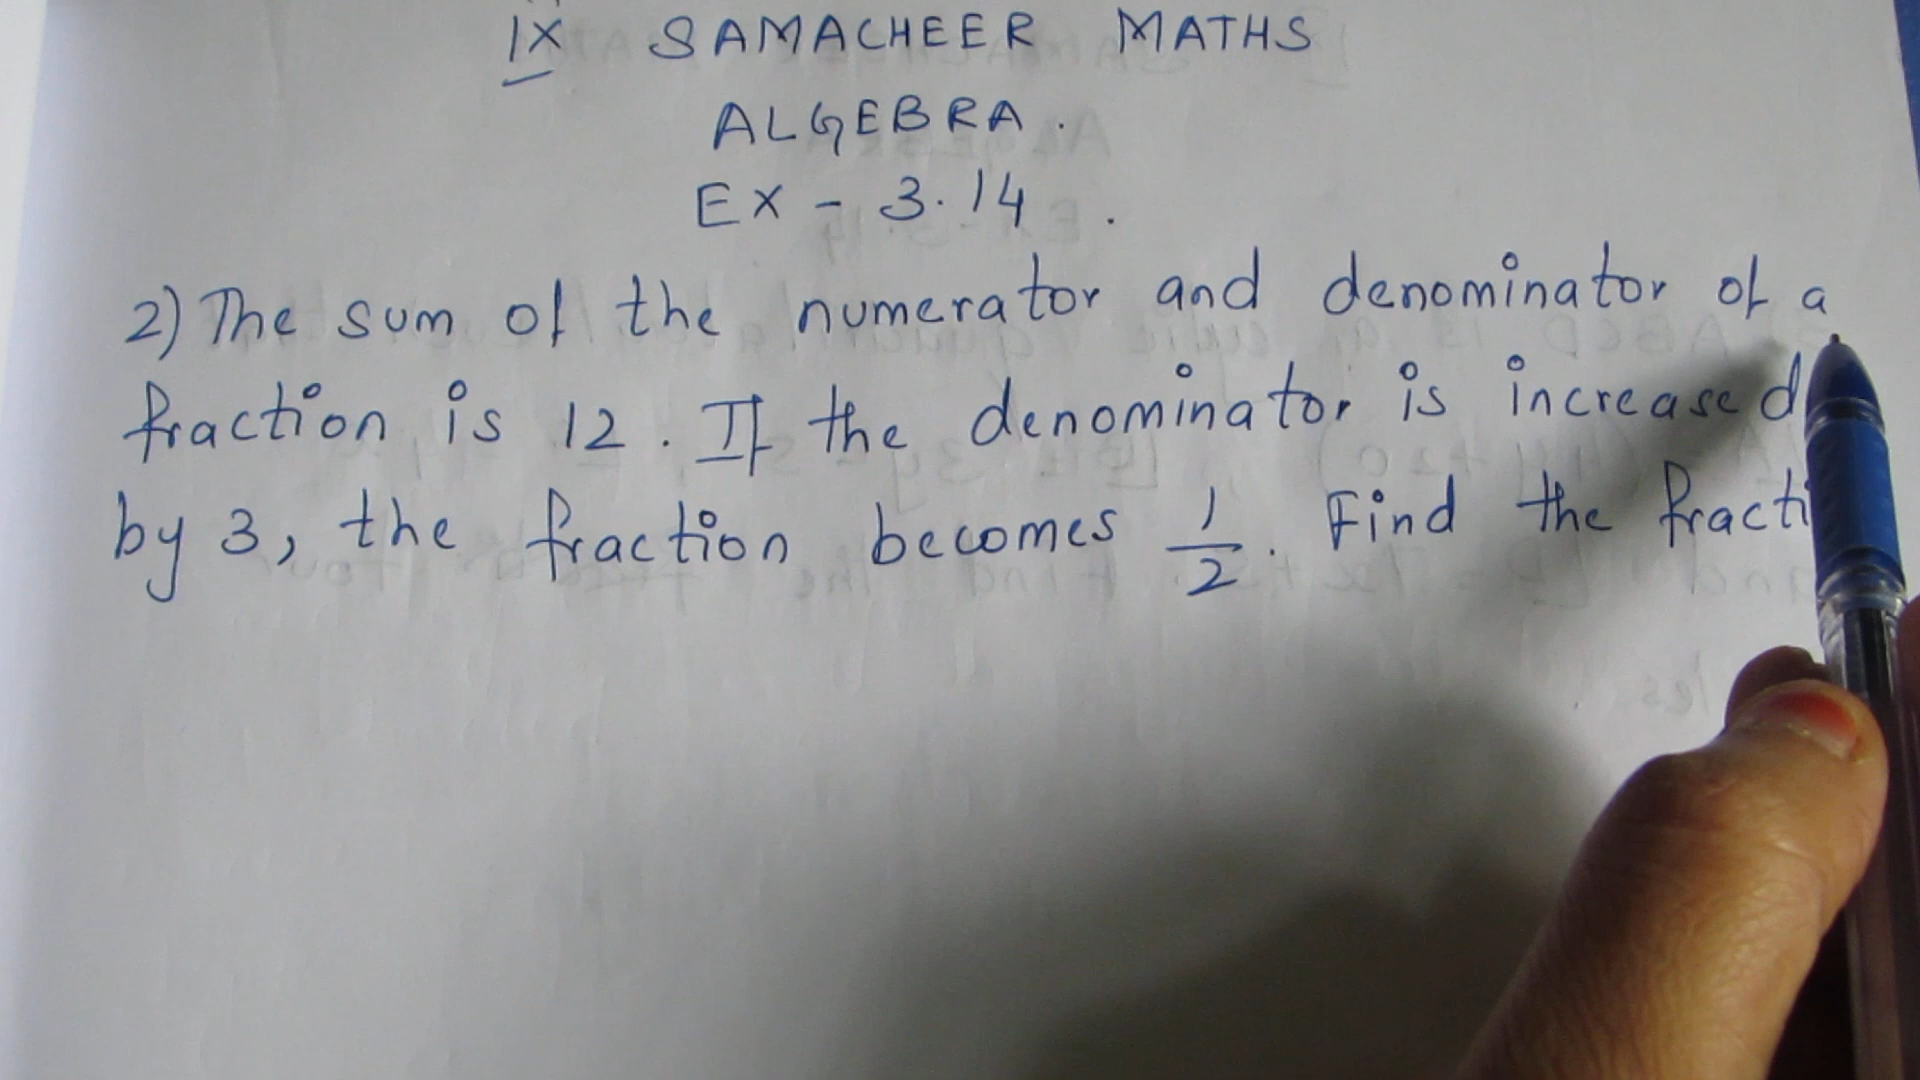 IX SAMACHEER MATHS
ALGEBRA.
EX - 3.14.
2) The sum of the numerator and denominator of a
fraction is 12. If the denominator is increased
by 3, the fraction becomes 1/2. Find the fracti